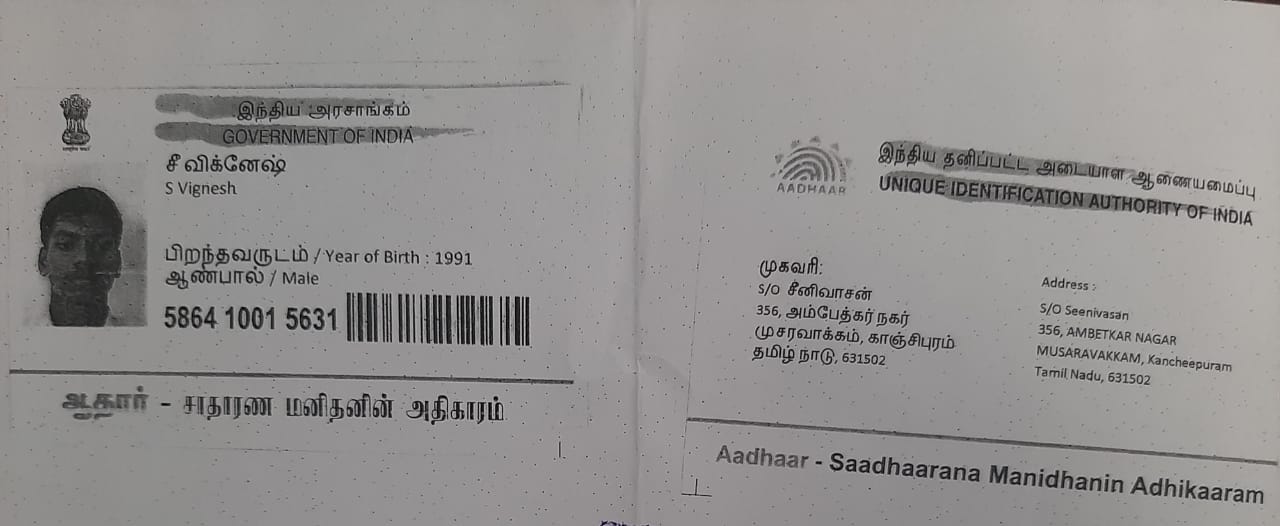 இந்திய அரசாங்கம்
GOVERNMENT OF INDIA
சீ விக்னேஷ்
S Vignesh
பிறந்தவருடம் / Year of Birth : 1991
ஆண்பால் / Male
5864 1001 5631
ஆதார் - சாதாரண மனிதனின் அதிகாரம்
AADHAAR
இந்திய தனிப்பட்ட அடையாள ஆணையமைப்பு
UNIQUE IDENTIFICATION AUTHORITY OF INDIA
முகவரி:
S/O சீனிவாசன்
356, அம்பேத்கர் நகர்
முசரவாக்கம், காஞ்சிபுரம்
தமிழ் நாடு, 631502
Address :
S/O Seenivasan
356, AMBETKAR NAGAR
MUSARAVAKKAM, Kancheepuram
Tamil Nadu, 631502
Aadhaar - Saadhaarana Manidhanin Adhikaaram